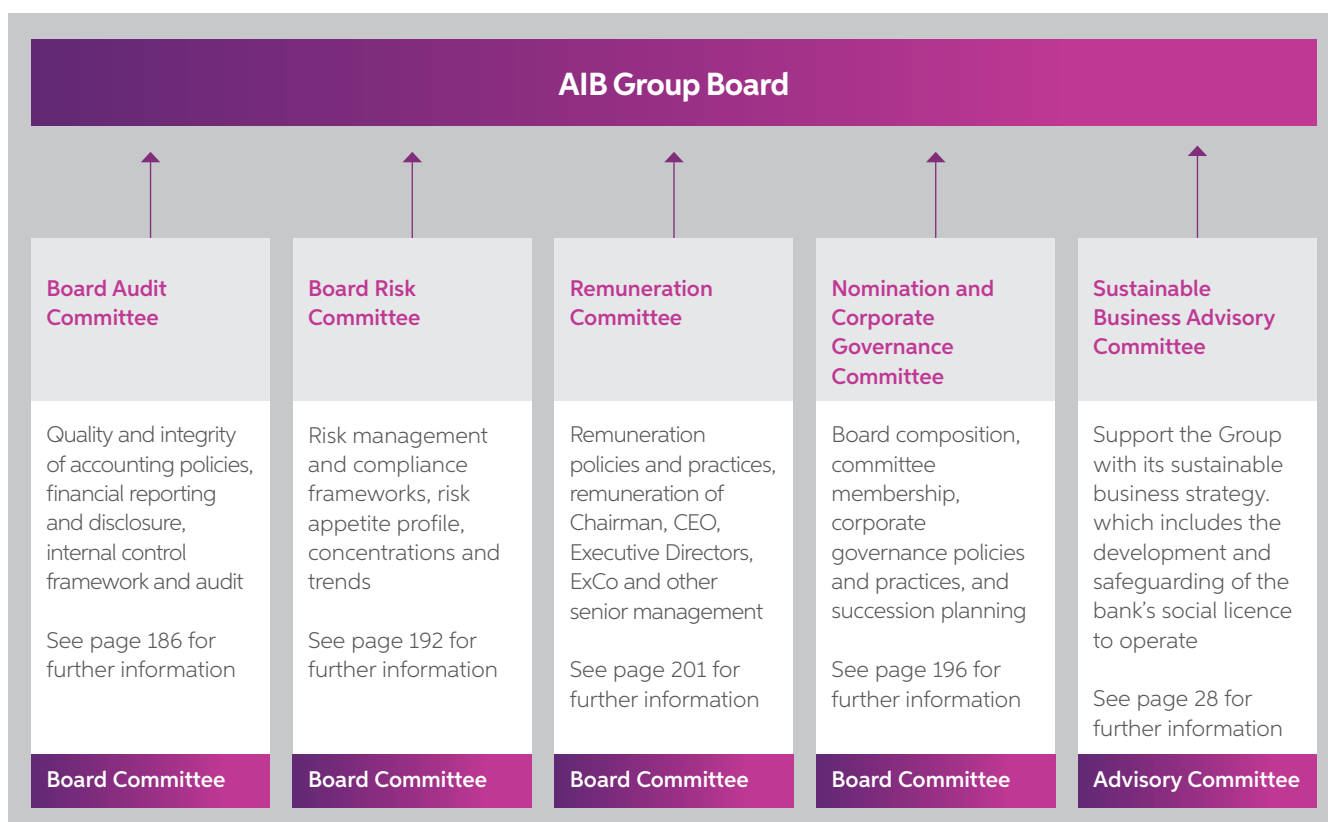 AIB Group Board
Board Audit
Committee
Quality and integrity
of accounting policies,
financial reporting
and disclosure,
internal control
framework and audit
See page 186 for
further information
Board Committee
Board Risk
Committee
Risk management
and compliance
frameworks, risk
appetite profile,
concentrations and
trends
See page 192 for
further information
Board Committee
Remuneration
Committee
Remuneration
policies and practices,
remuneration of
Chairman, CEO,
Executive Directors,
ExCo and other
senior management
See page 201 for
further information
Board Committee
Nomination and
Corporate
Governance
Committee
Board composition,
committee
membership,
corporate
governance policies
and practices, and
succession planning
See page 196 for
further information
Board Committee
Sustainable
Business Advisory
Committee
Support the Group
with its sustainable
business strategy.
which includes the
development and
safeguarding of the
bank’s social licence
to operate
See page 28 for
further information
Advisory Committee